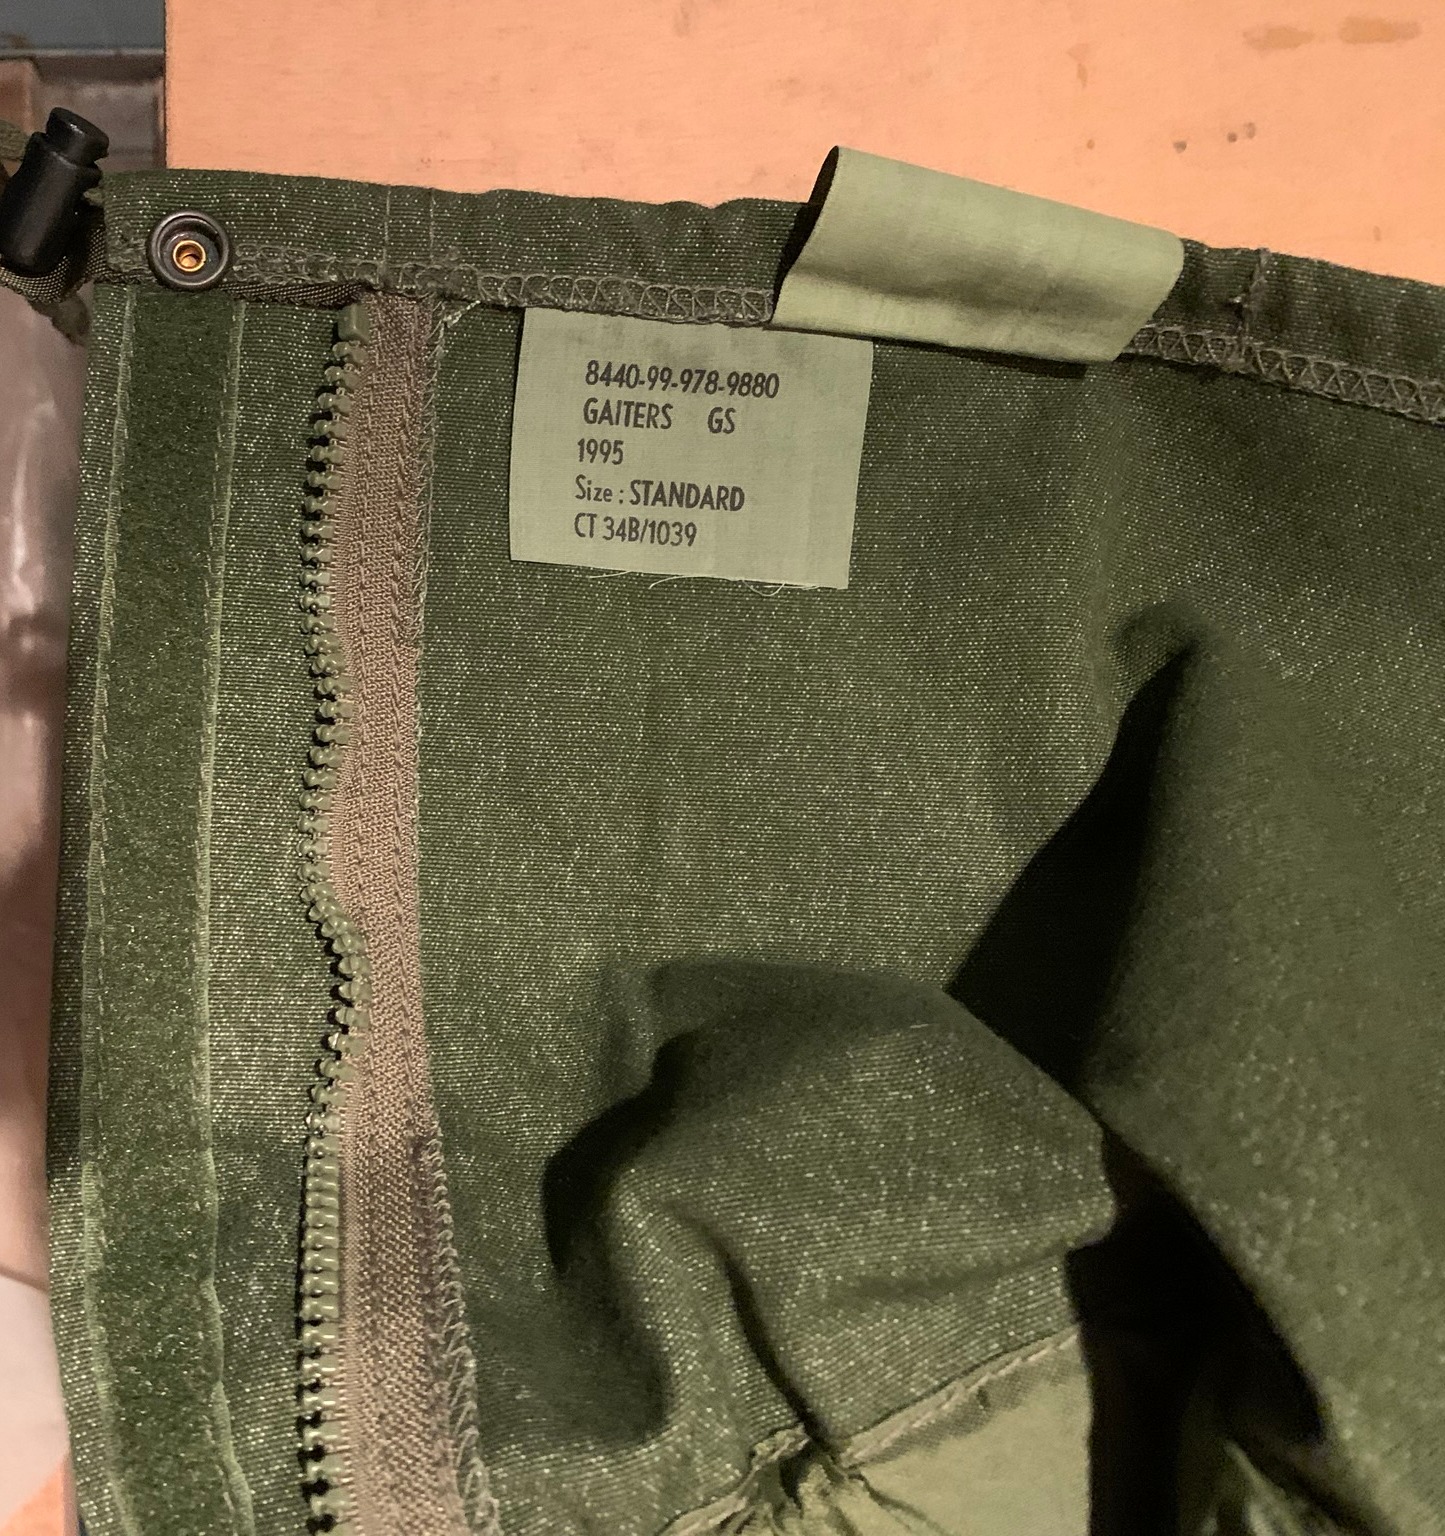 8440-99-978-9880
GAITERS GS
1995
Size : STANDARD
CT 34B/1039